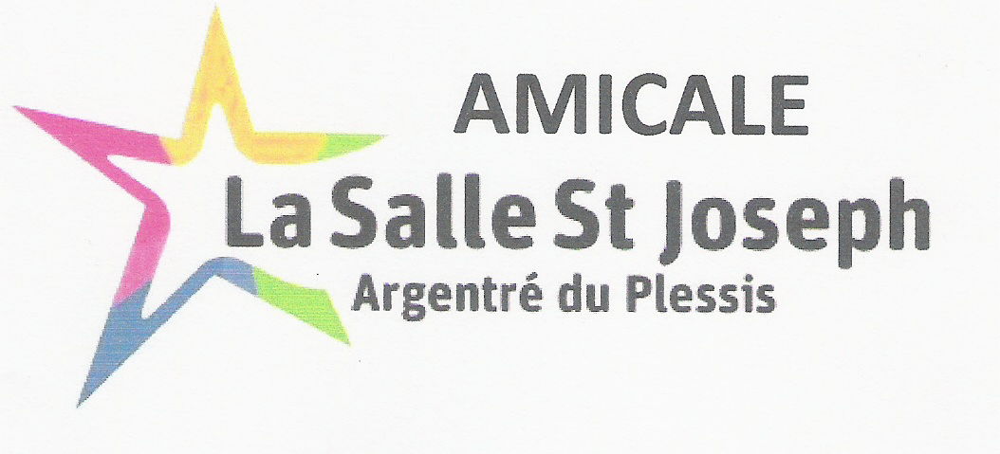 AMICALE
La Salle St Joseph
Argentré du Plessis